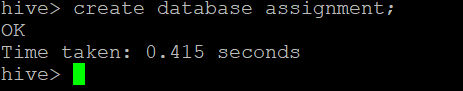 hive> create database assignment;
OK
Time taken: 0.415 seconds
hive>